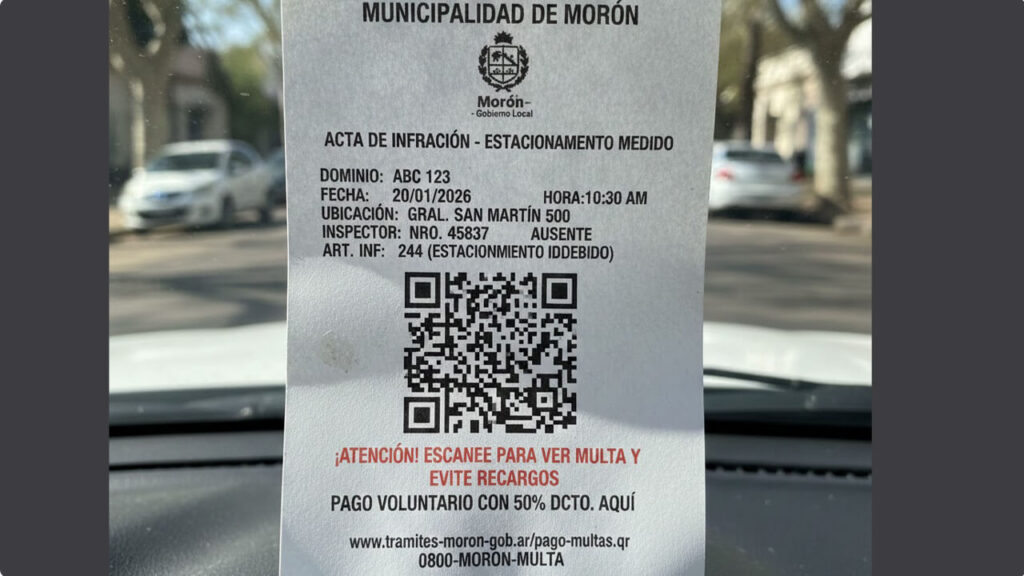 MUNICIPALIDAD DE MORÓN
Morón
- Gobierno Local
ACTA DE INFRACIÓN - ESTACIONAMENTO MEDIDO
DOMINIO: ABC 123
FECHA: 20/01/2026 HORA:10:30 AM
UBICACIÓN: GRAL. SAN MARTÍN 500
INSPECTOR: NRO. 45837 AUSENTE
ART. INF: 244 (ESTACIONMIENTO IDDEBIDO)
¡ATENCIÓN! ESCANEE PARA VER MULTA Y
EVITE RECARGOS
PAGO VOLUNTARIO CON 50% DCTO. AQUÍ
www.tramites-moron-gob.ar/pago-multas.qr
0800-MORÓN-MULTA